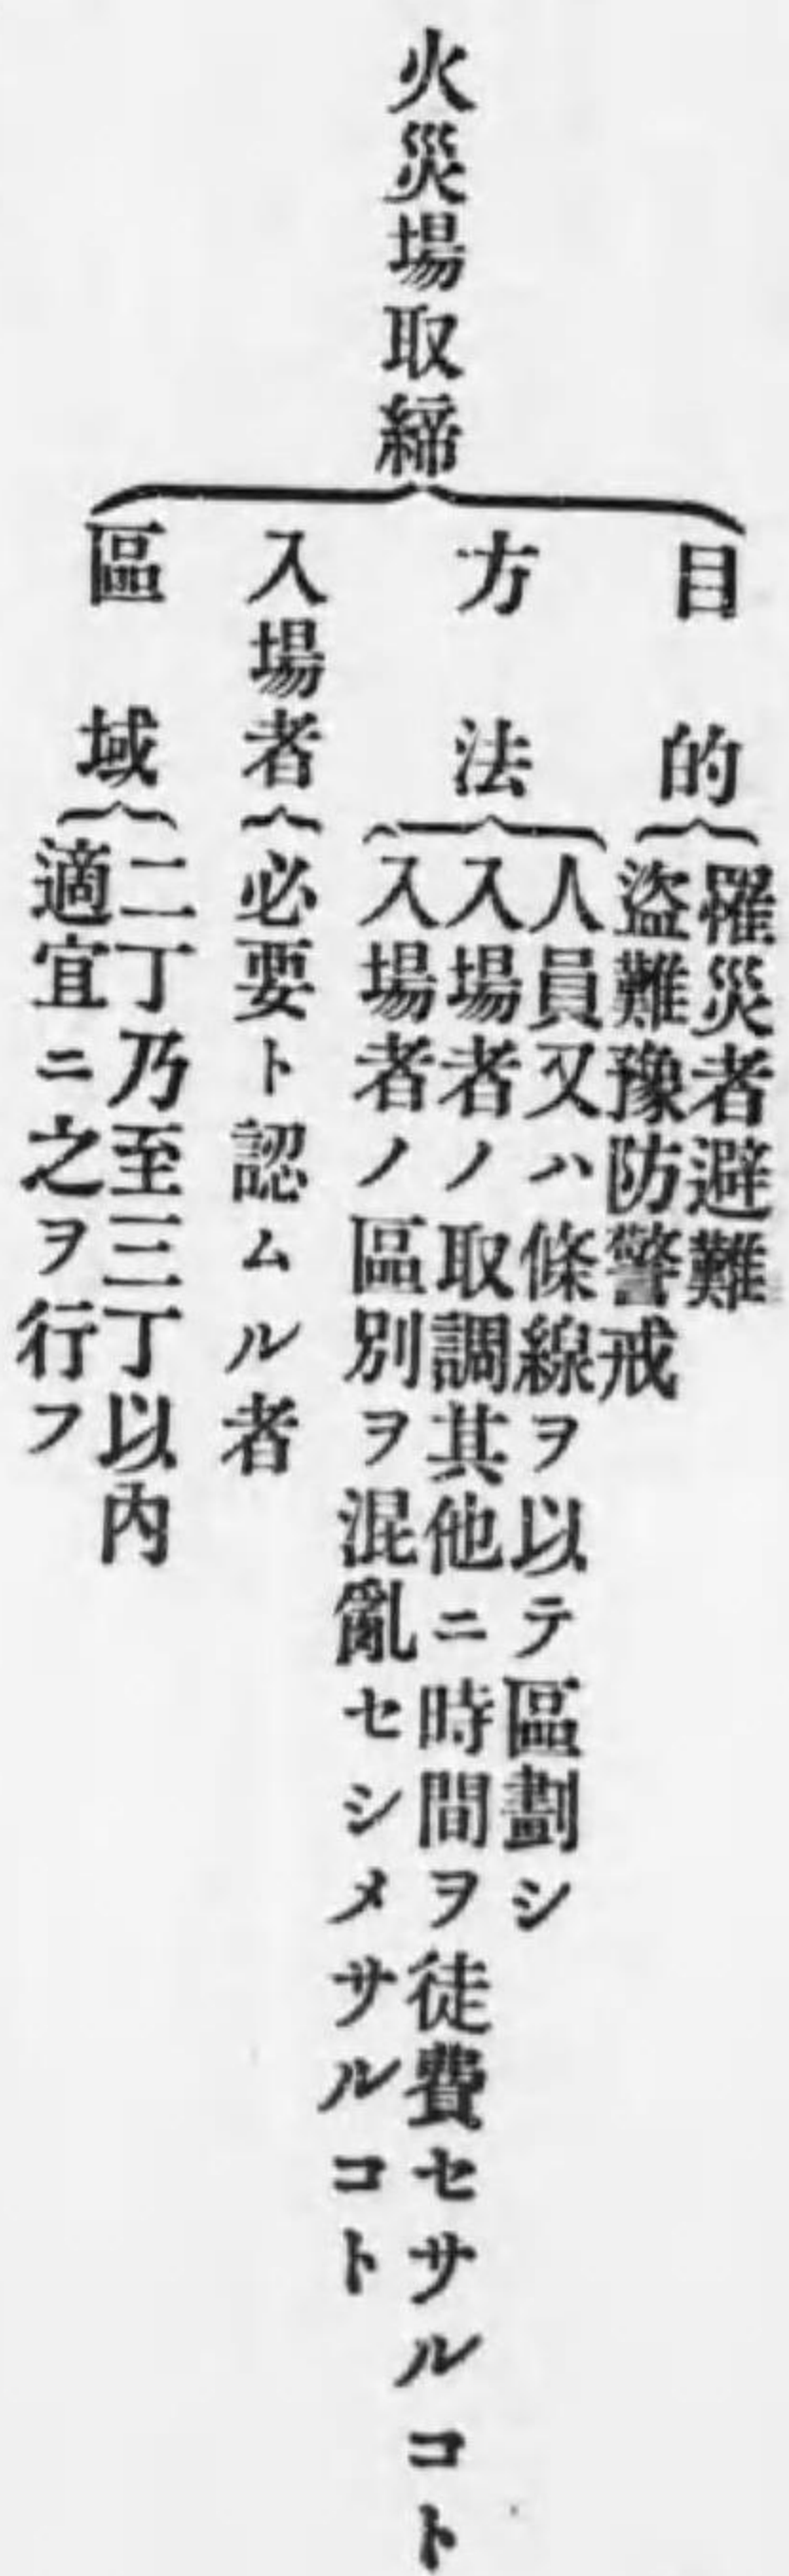 火災場取締
目的
罹災者避難
盜難豫防警戒
方法
人員又ハ條線ヲ以テ區劃シ
入場者ノ取調其他ニ時間ヲ徒費セサルコト
入場者ノ區別ヲ混亂セシメサルコト
入場者
必要ト認ムル者
區域
二丁乃至三丁以内
適宜ニ之ヲ行フ